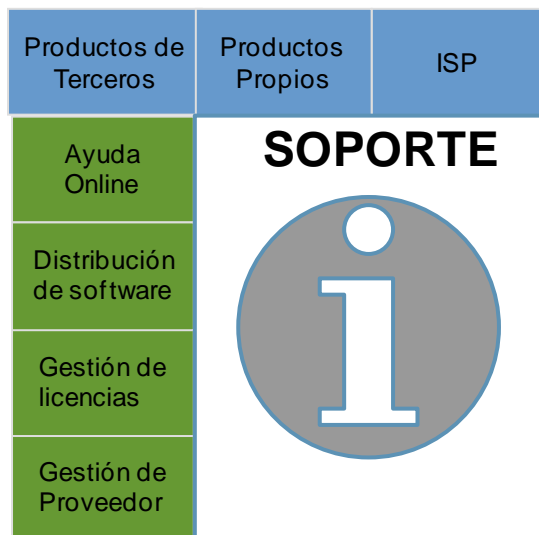 Productos de
Terceros
Productos
Propios
ISP
SOPORTE
Ayuda
Online
Distribución
de software
Gestión de
licencias
Gestión de
Proveedor